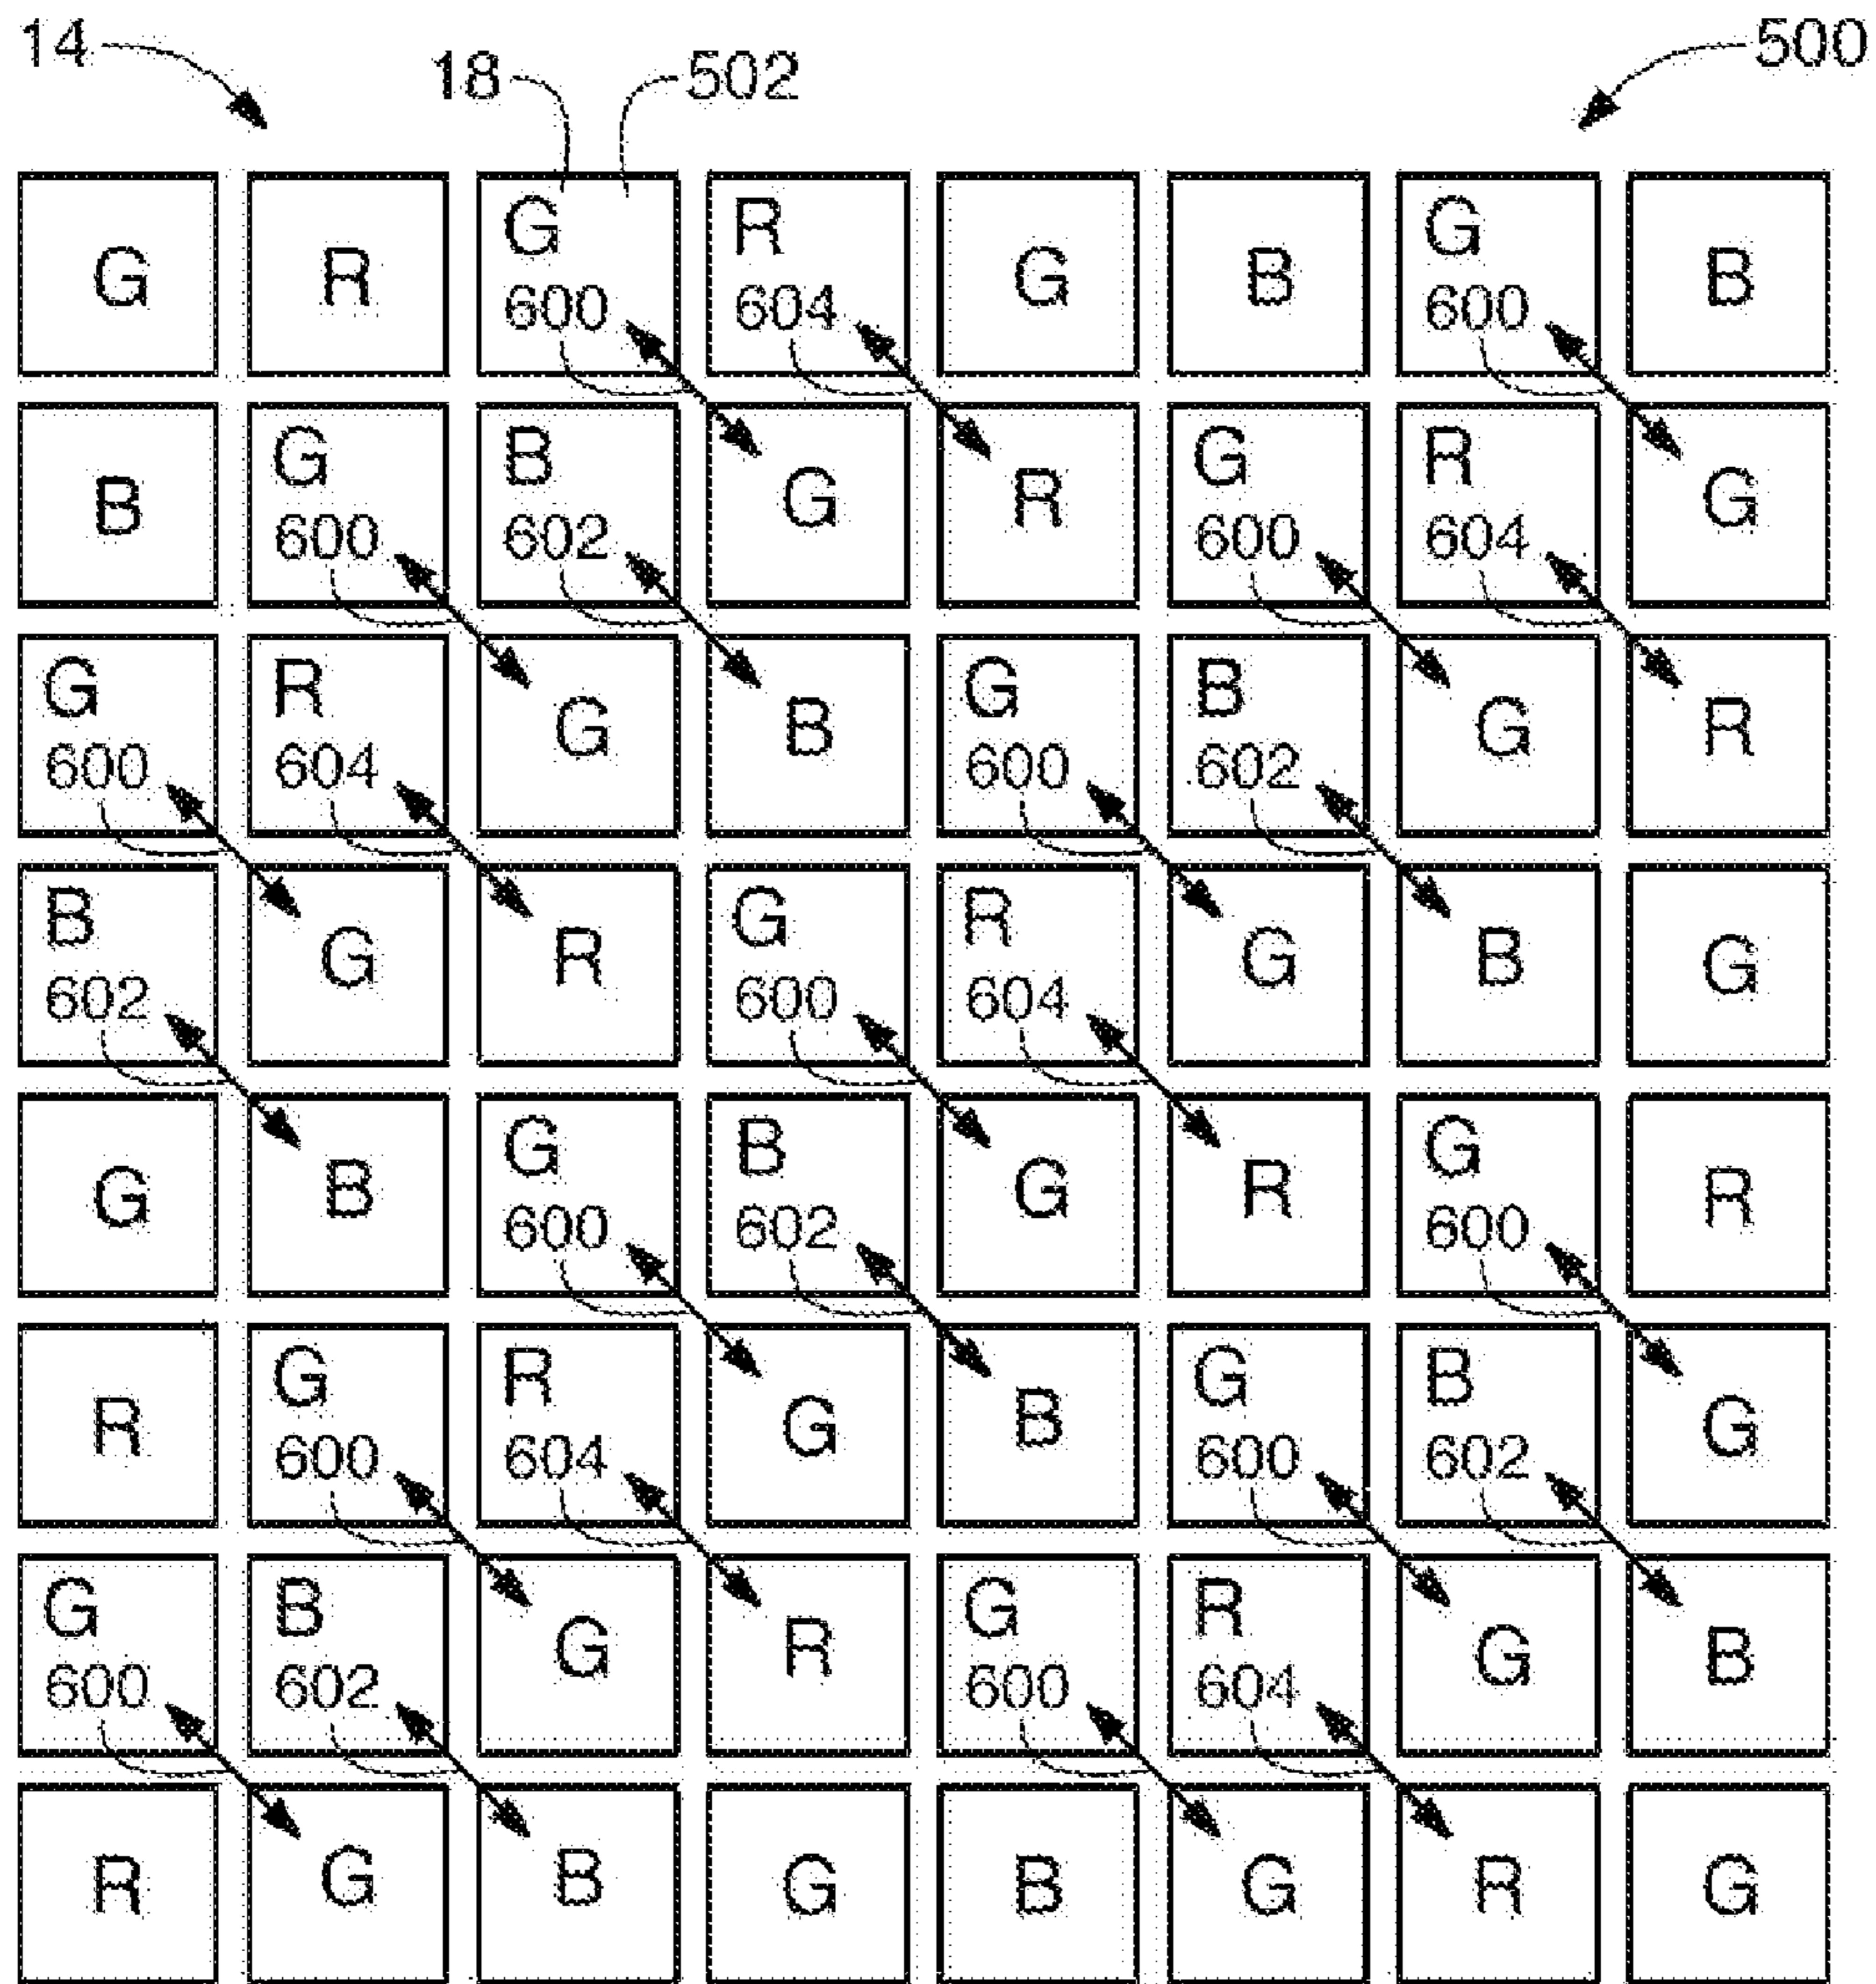 14 18 502 500
G R G R G B G B
600 604 600
B G B G R G R G
600 602 600 604
G R G B G B G R
600 604 600 602
B G R G R G B G
602 600 604
G B G B G R G R
600 602 600
R G R G B G B G
600 604 600 602
G B G R G R G B
600 602 600 604
R G B G B G R G